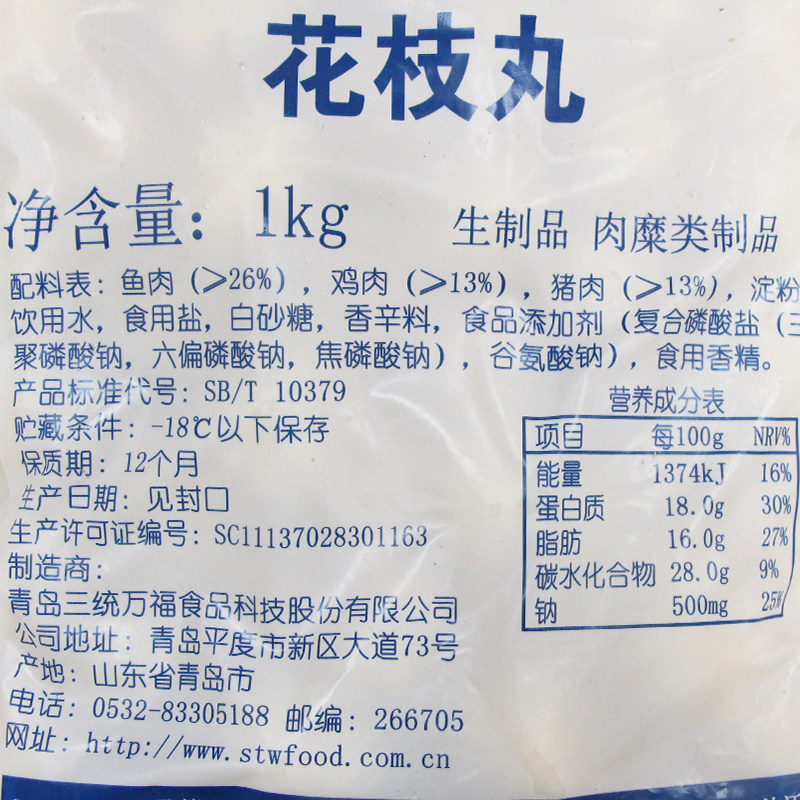 花枝丸
净含量：1kg 生制品 肉糜类制品
配料表：鱼肉（≥26%），鸡肉（≥13%），猪肉（≥13%），淀粉
饮用水，食用盐，白砂糖，香辛料，食品添加剂（复合磷酸盐（三
聚磷酸钠，六偏磷酸钠，焦磷酸钠），谷氨酸钠），食用香精。
产品标准代号：SB/T 10379
贮藏条件：-18℃以下保存
保质期：12个月
生产日期：见封口
生产许可证编号：SC11137028301163
制造商：
青岛三统万福食品科技股份有限公司
公司地址：青岛平度市新区大道73号
产地：山东省青岛市
电话：0532-83305188 邮编：266705
网址：http://www.stwfood.com.cn
营养成分表
项目 每100g NRV%
能量 1374kJ 16%
蛋白质 18.0g 30%
脂肪 16.0g 27%
碳水化合物 28.0g 9%
钠 500mg 25%